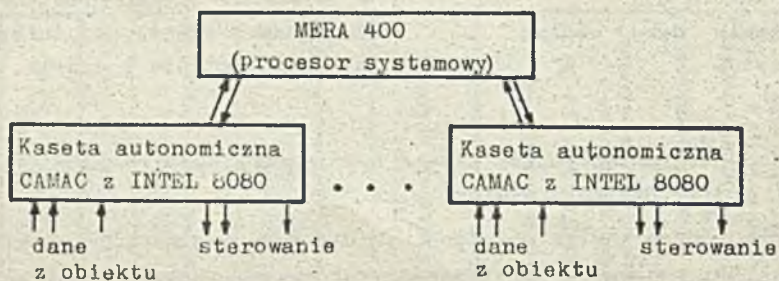 MERA 400
(procesor systemowy)
Kaseta autonomiczna
CAMAC z INTEL 8080
. . .
Kaseta autonomiczna
CAMAC z INTEL 8080
dane
z obiektu
sterowanie
dane
z obiektu
sterowanie